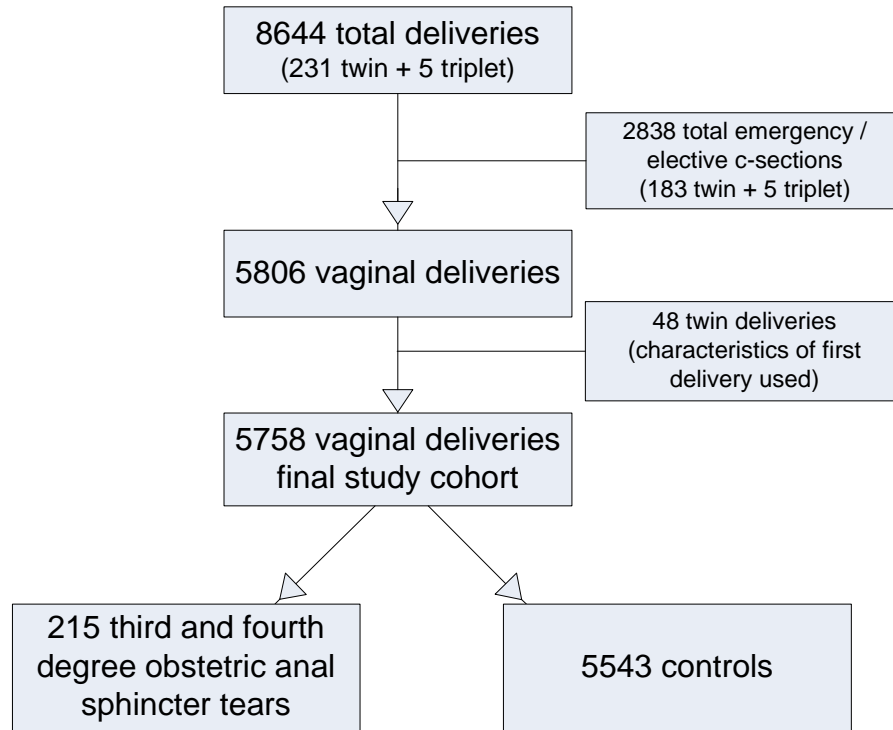 8644 total deliveries
(231 twin + 5 triplet)
2838 total emergency /
elective c-sections
(183 twin + 5 triplet)
5806 vaginal deliveries
48 twin deliveries
(characteristics of first
delivery used)
5758 vaginal deliveries
final study cohort
215 third and fourth
degree obstetric anal
sphincter tears
5543 controls